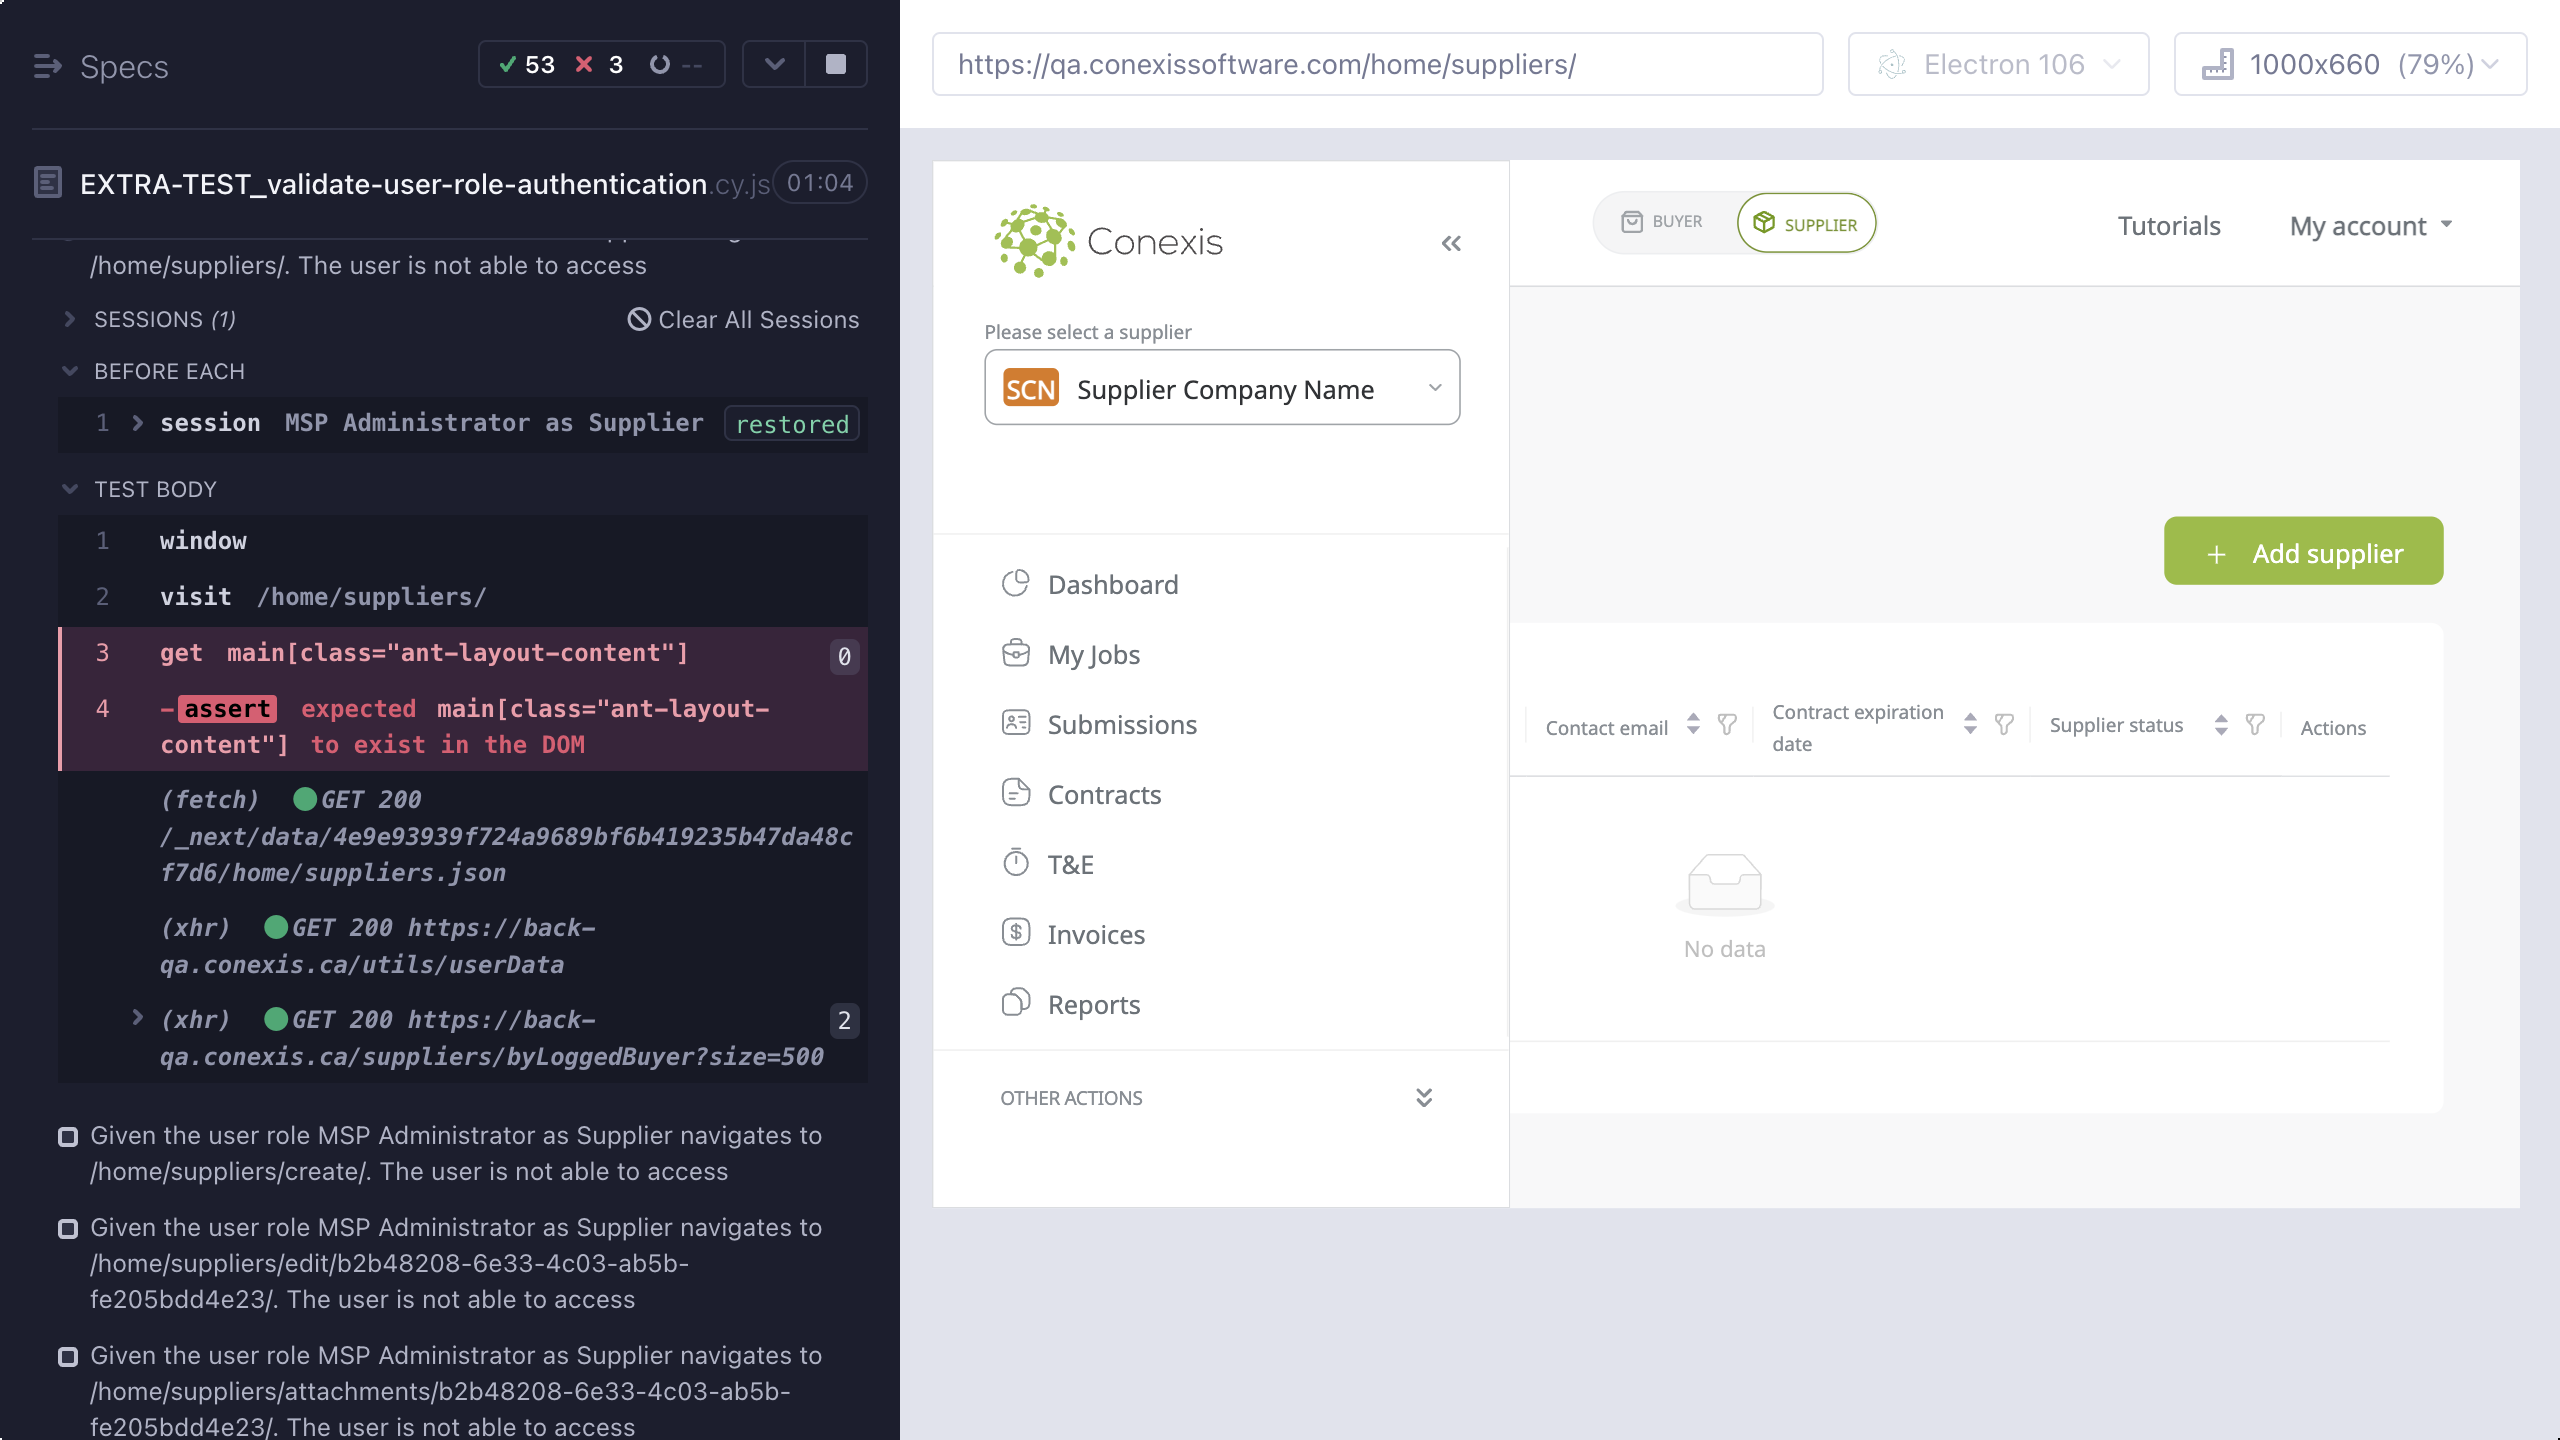 Specs
53 3 --
EXTRA-TEST_validate-user-role-authentication.cy.js 01:04
/home/suppliers/. The user is not able to access
SESSIONS (1) Clear All Sessions
BEFORE EACH
1 session MSP Administrator as Supplier restored
TEST BODY
1 window
2 visit /home/suppliers/
3 get main[class="ant-layout-content"] 0
4 -assert expected main[class="ant-layout-
content"] to exist in the DOM
(fetch) GET 200
/_next/data/4e9e93939f724a9689bf6b419235b47da48c
f7d6/home/suppliers.json
(xhr) GET 200 https://back-
qa.conexis.ca/utils/userData
(xhr) GET 200 https://back- 2
qa.conexis.ca/suppliers/byLoggedBuyer?size=500
Given the user role MSP Administrator as Supplier navigates to
/home/suppliers/create/. The user is not able to access
Given the user role MSP Administrator as Supplier navigates to
/home/suppliers/edit/b2b48208-6e33-4c03-ab5b-
fe205bdd4e23/. The user is not able to access
Given the user role MSP Administrator as Supplier navigates to
/home/suppliers/attachments/b2b48208-6e33-4c03-ab5b-
fe205bdd4e23/. The user is not able to access
https://qa.conexissoftware.com/home/suppliers/
Electron 106
1000x660 (79%)
Conexis
Please select a supplier
SCN Supplier Company Name
Dashboard
My Jobs
Submissions
Contracts
T&E
Invoices
Reports
OTHER ACTIONS
BUYER
SUPPLIER
Tutorials
My account
+ Add supplier
Contact email
Contract expiration
date
Supplier status
Actions
No data